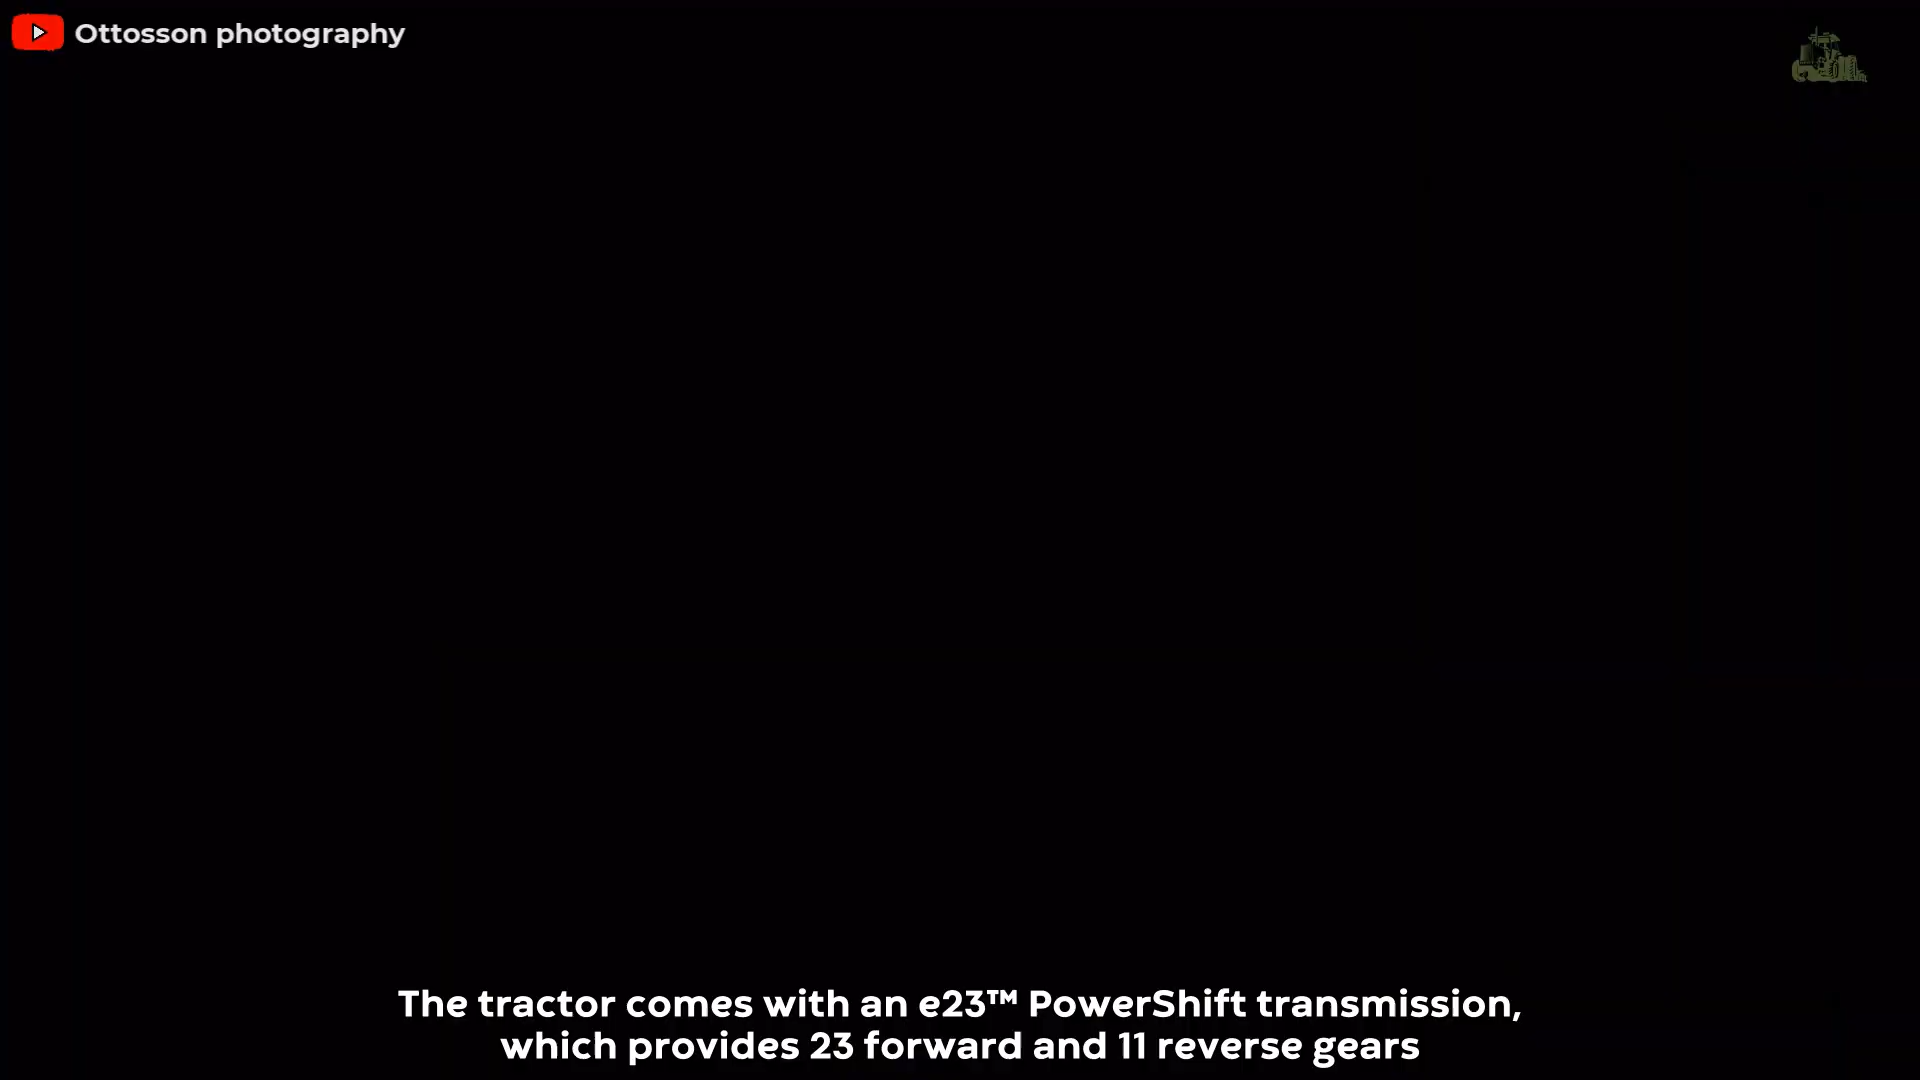 Ottosson photography
The tractor comes with an e23™ PowerShift transmission,
which provides 23 forward and 11 reverse gears